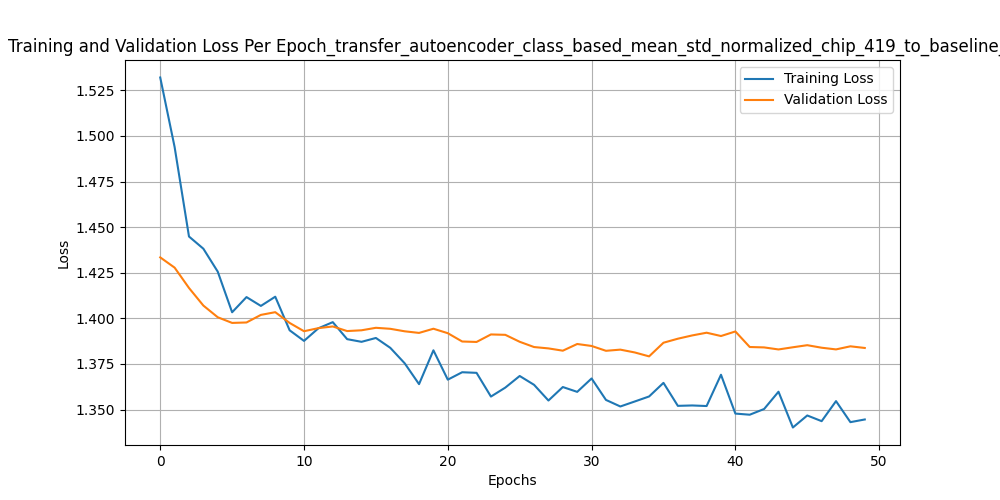 Training and Validation Loss Per Epoch_transfer_autoencoder_class_based_mean_std_normalized_chip_419_to_baseline_
Training Loss
Validation Loss
1.525
1.500
1.475
1.450
1.425
1.400
1.375
1.350
Loss
0 10 20 30 40 50
Epochs